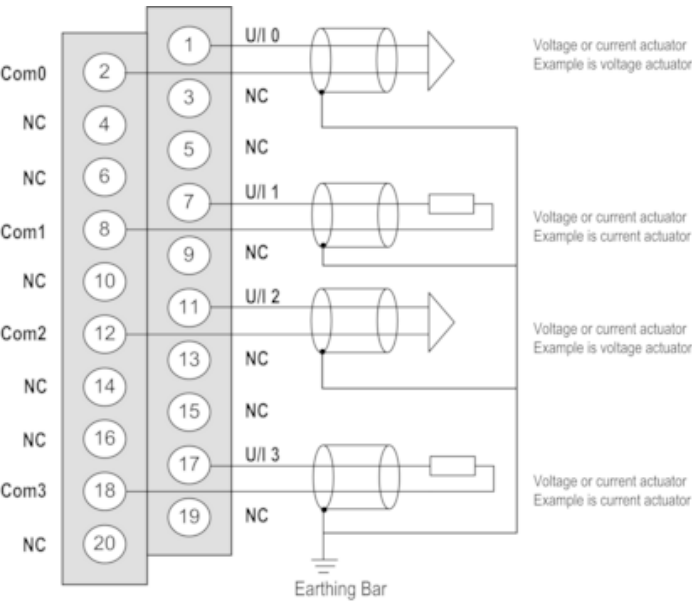 1
U/I 0
Voltage or current actuator
Example is voltage actuator
Com0
2
3
NC
NC
4
5
NC
NC
6
7
U/I 1
Voltage or current actuator
Example is current actuator
Com1
8
9
NC
NC
10
11
U/I 2
Voltage or current actuator
Example is voltage actuator
Com2
12
13
NC
NC
14
15
NC
NC
16
17
U/I 3
Voltage or current actuator
Example is current actuator
Com3
18
19
NC
NC
20
Earthing Bar